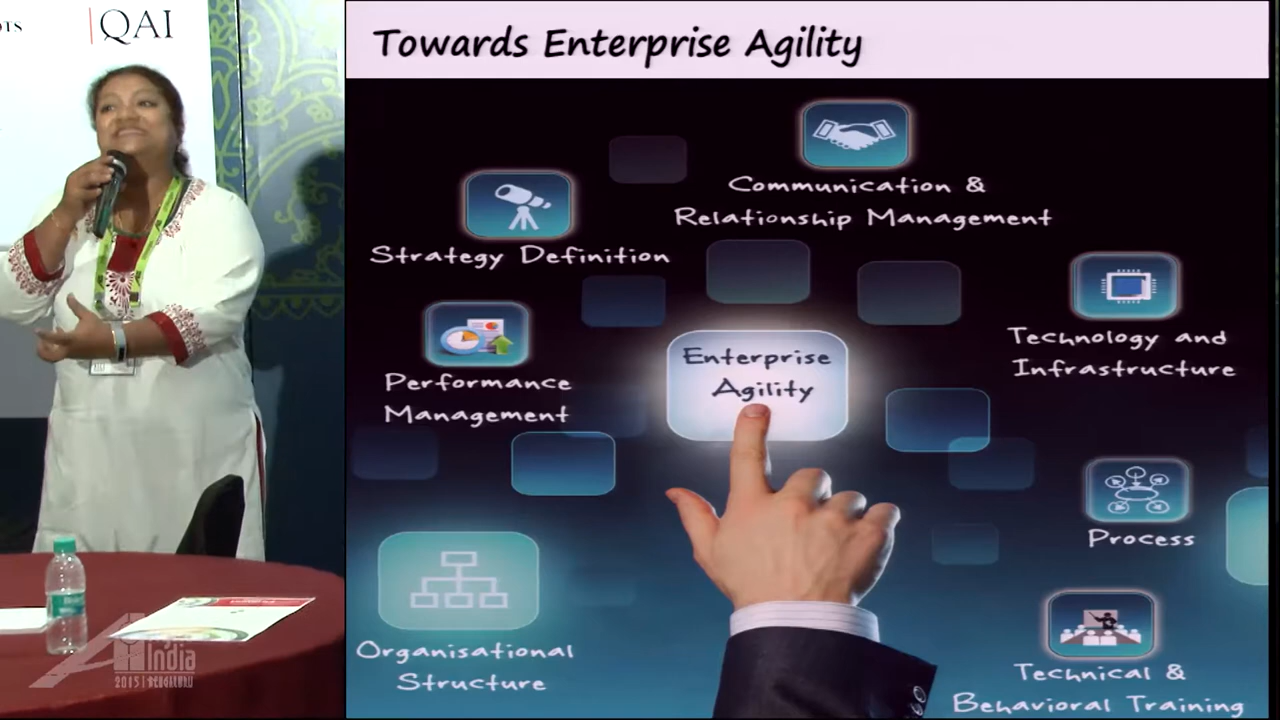 QAI
Towards Enterprise Agility
Communication &
Relationship Management
Strategy Definition
Technology and
Infrastructure
Enterprise
Agility
Performance
Management
Process
Organisational
Structure
Technical &
Behavioral Training
India
2015 | BENGALURU